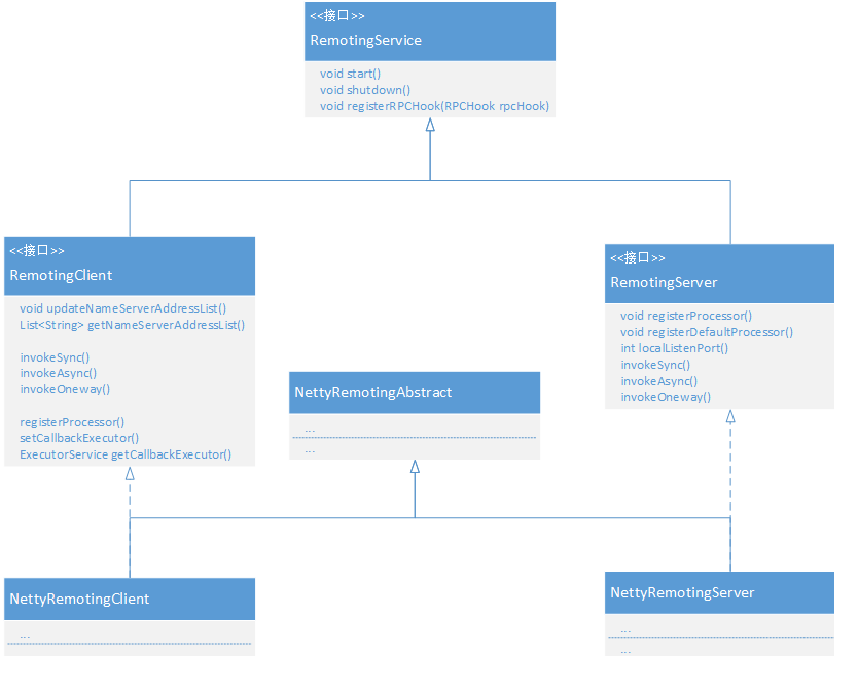 <<接口>>
RemotingService
void start()
void shutdown()
void registerRPCHook(RPCHook rpcHook)
<<接口>>
RemotingClient
void updateNameServerAddressList()
List<String> getNameServerAddressList()
invokeSync()
invokeAsync()
invokeOneway()
registerProcessor()
setCallbackExecutor()
ExecutorService getCallbackExecutor()
<<接口>>
RemotingServer
void registerProcessor()
void registerDefaultProcessor()
int localListenPort()
invokeSync()
invokeAsync()
invokeOneway()
NettyRemotingAbstract
...
...
NettyRemotingClient
...
NettyRemotingServer
...
...